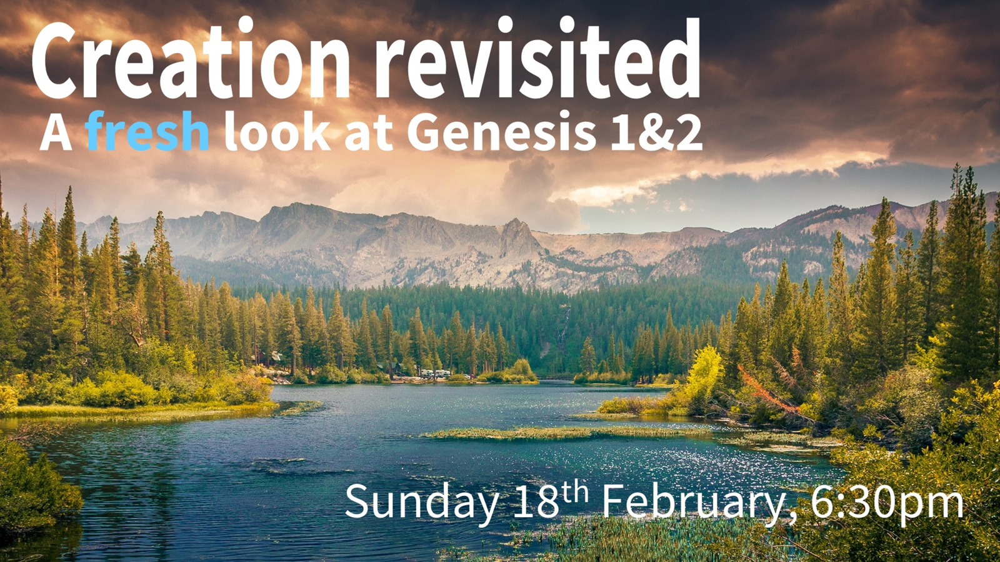 Creation revisited
A fresh look at Genesis 1&2
Sunday 18th February, 6:30pm